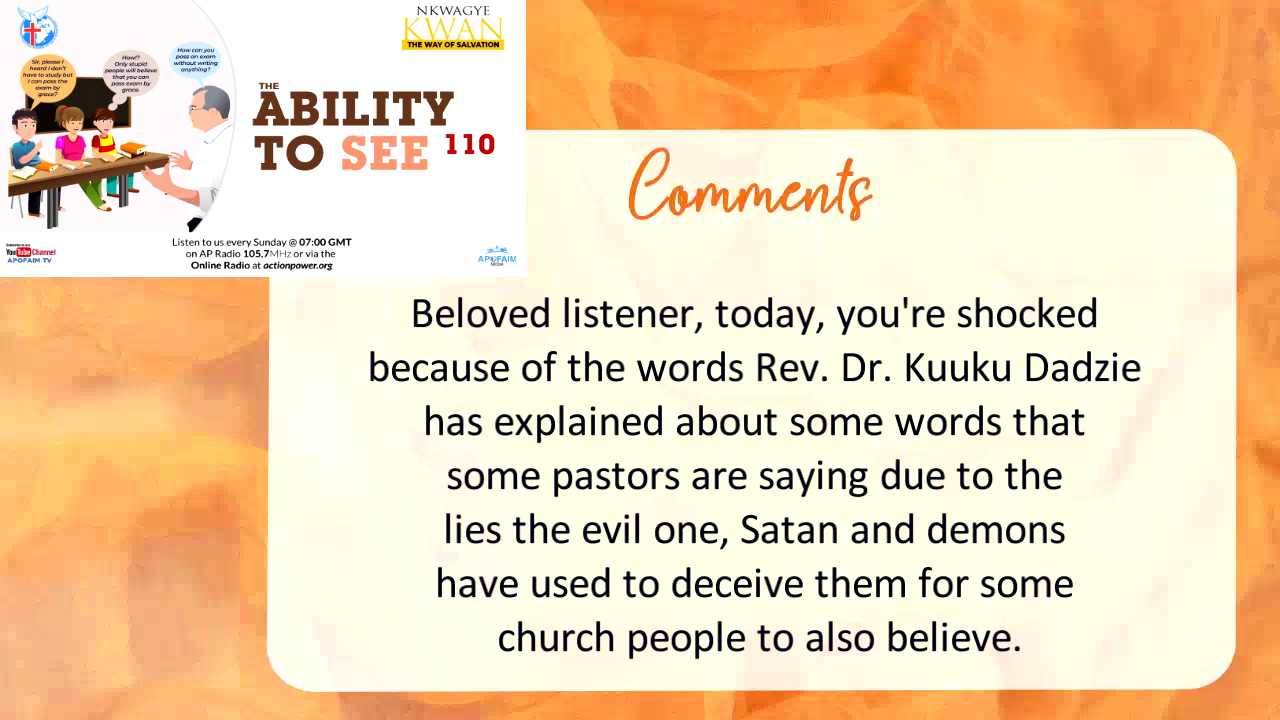 NKWAGYE
KWAN
THE WAY OF SALVATION
Sir, please I
heard I don't
have to study but
I can pass the
exam by
grace?
How!?
Only stupid
people will believe
that you can
pass exam by
grace.
How can you
pass an exam
without writing
anything?
THE
ABILITY
TO SEE 110
Subscribe to our
YouTube Channel
APOFAIM TV
Listen to us every Sunday @ 07:00 GMT
on AP Radio 105.7MHz or via the
Online Radio at actionpower.org
APOFAIM
MEDIA
Comments
Beloved listener, today, you're shocked
because of the words Rev. Dr. Kuuku Dadzie
has explained about some words that
some pastors are saying due to the
lies the evil one, Satan and demons
have used to deceive them for some
church people to also believe.